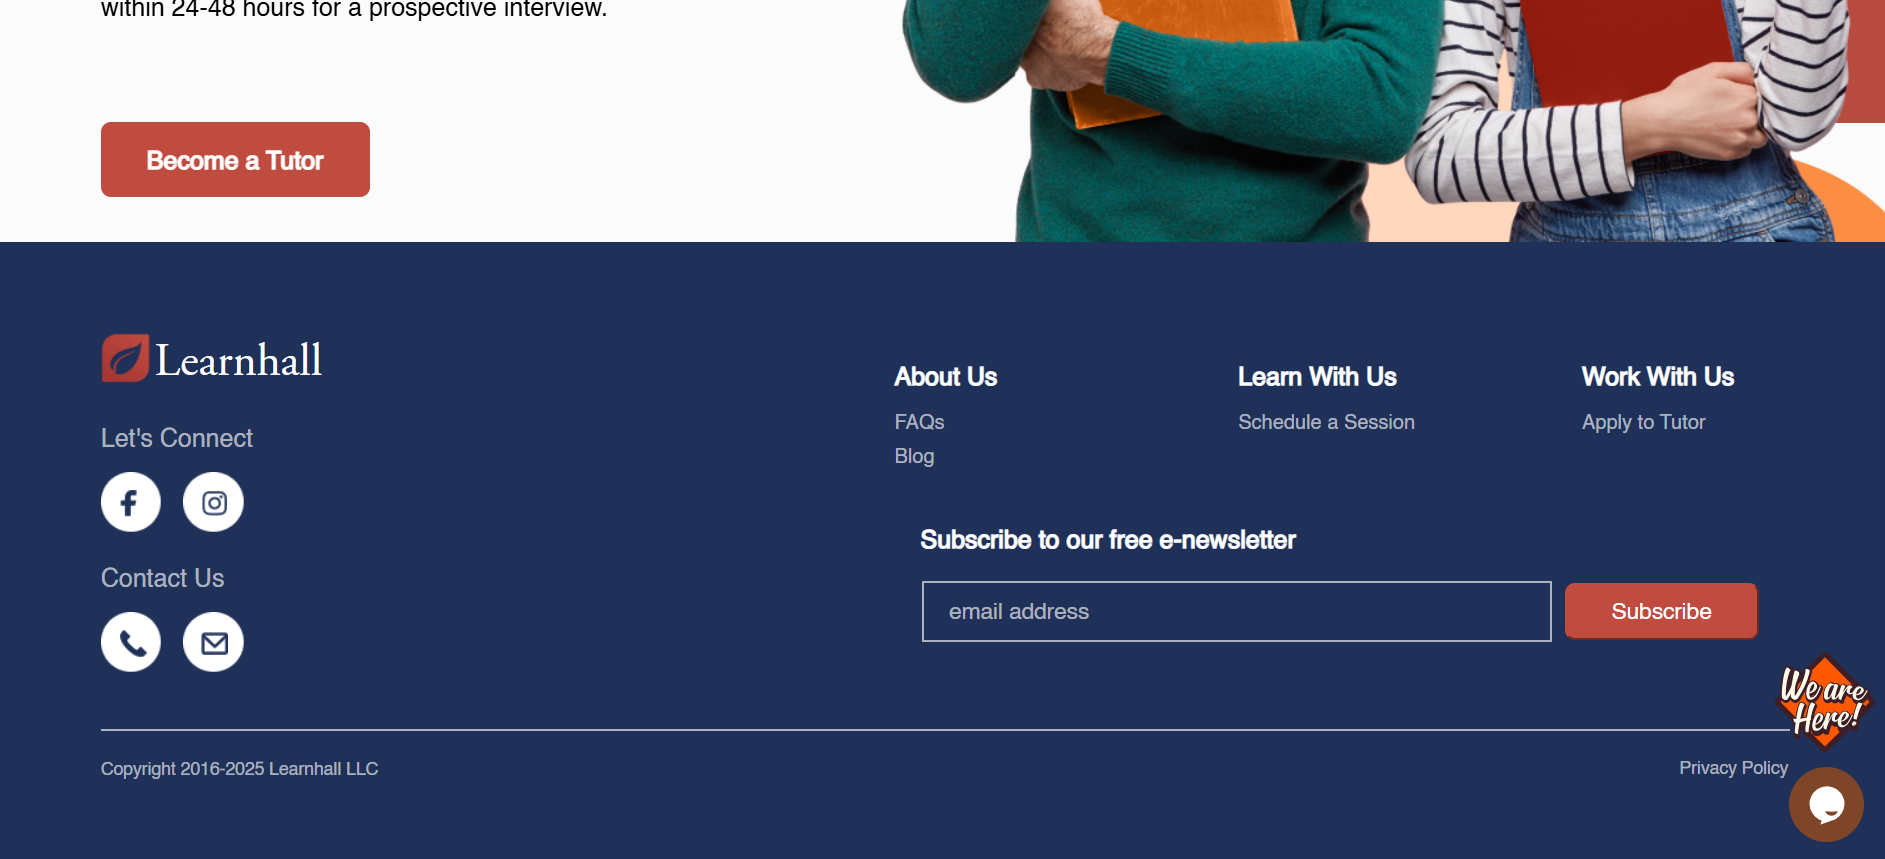 within 24-48 hours for a prospective interview.
Become a Tutor
Learnhall
Let's Connect
Contact Us
About Us
FAQs
Blog
Learn With Us
Schedule a Session
Work With Us
Apply to Tutor
Subscribe to our free e-newsletter
email address
Subscribe
We are
Here!
Copyright 2016-2025 Learnhall LLC
Privacy Policy